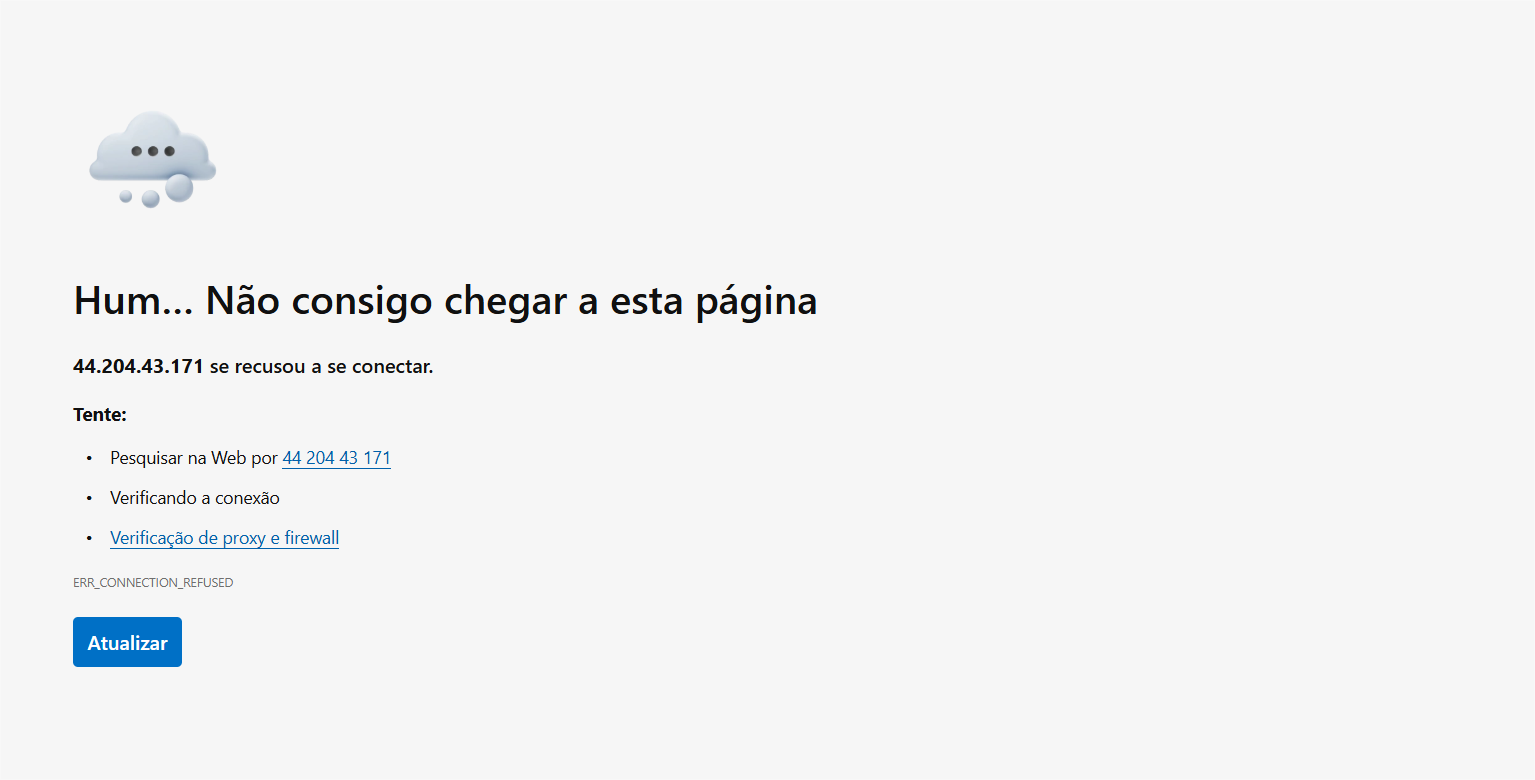 Hum... Não consigo chegar a esta página
44.204.43.171 se recusou a se conectar.
Tente:
• Pesquisar na Web por 44 204 43 171
• Verificando a conexão
• Verificação de proxy e firewall
ERR_CONNECTION_REFUSED
Atualizar